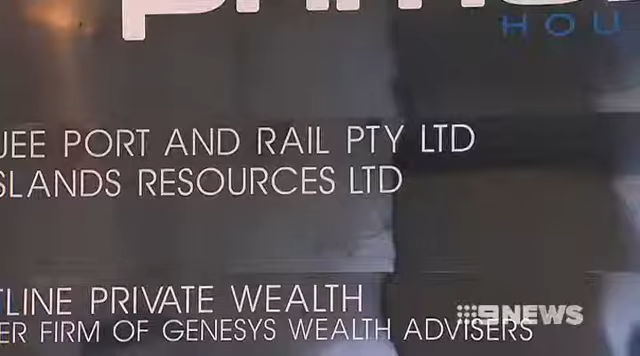 HOU
JEE PORT AND RAIL PTY LTD
SLANDS RESOURCES LTD
TLINE PRIVATE WEALTH
ER FIRM OF GENESYS WEALTH ADVISERS
9NEWS